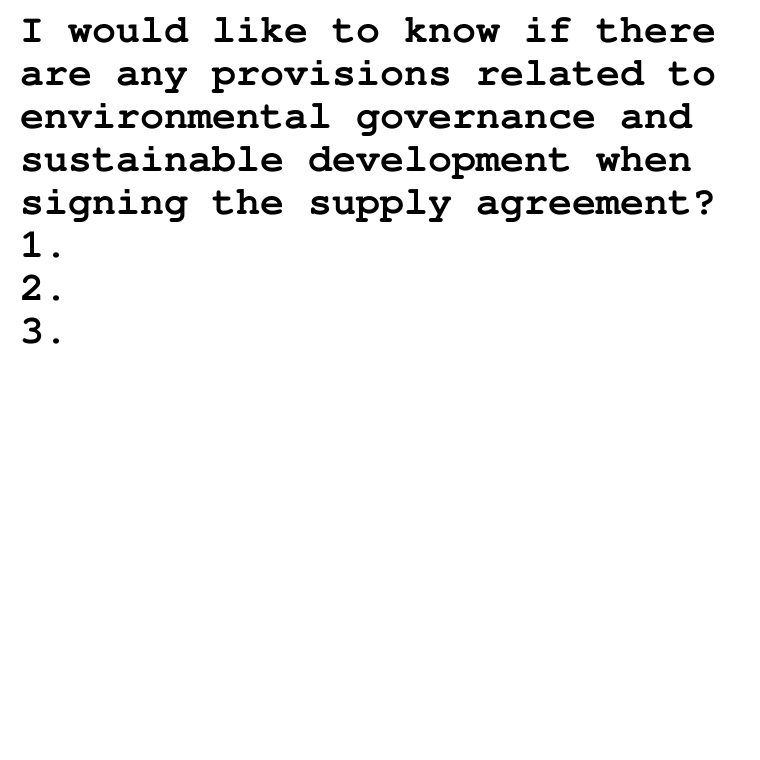 I would like to know if there
are any provisions related to
environmental governance and
sustainable development when
signing the supply agreement?
1.
2.
3.